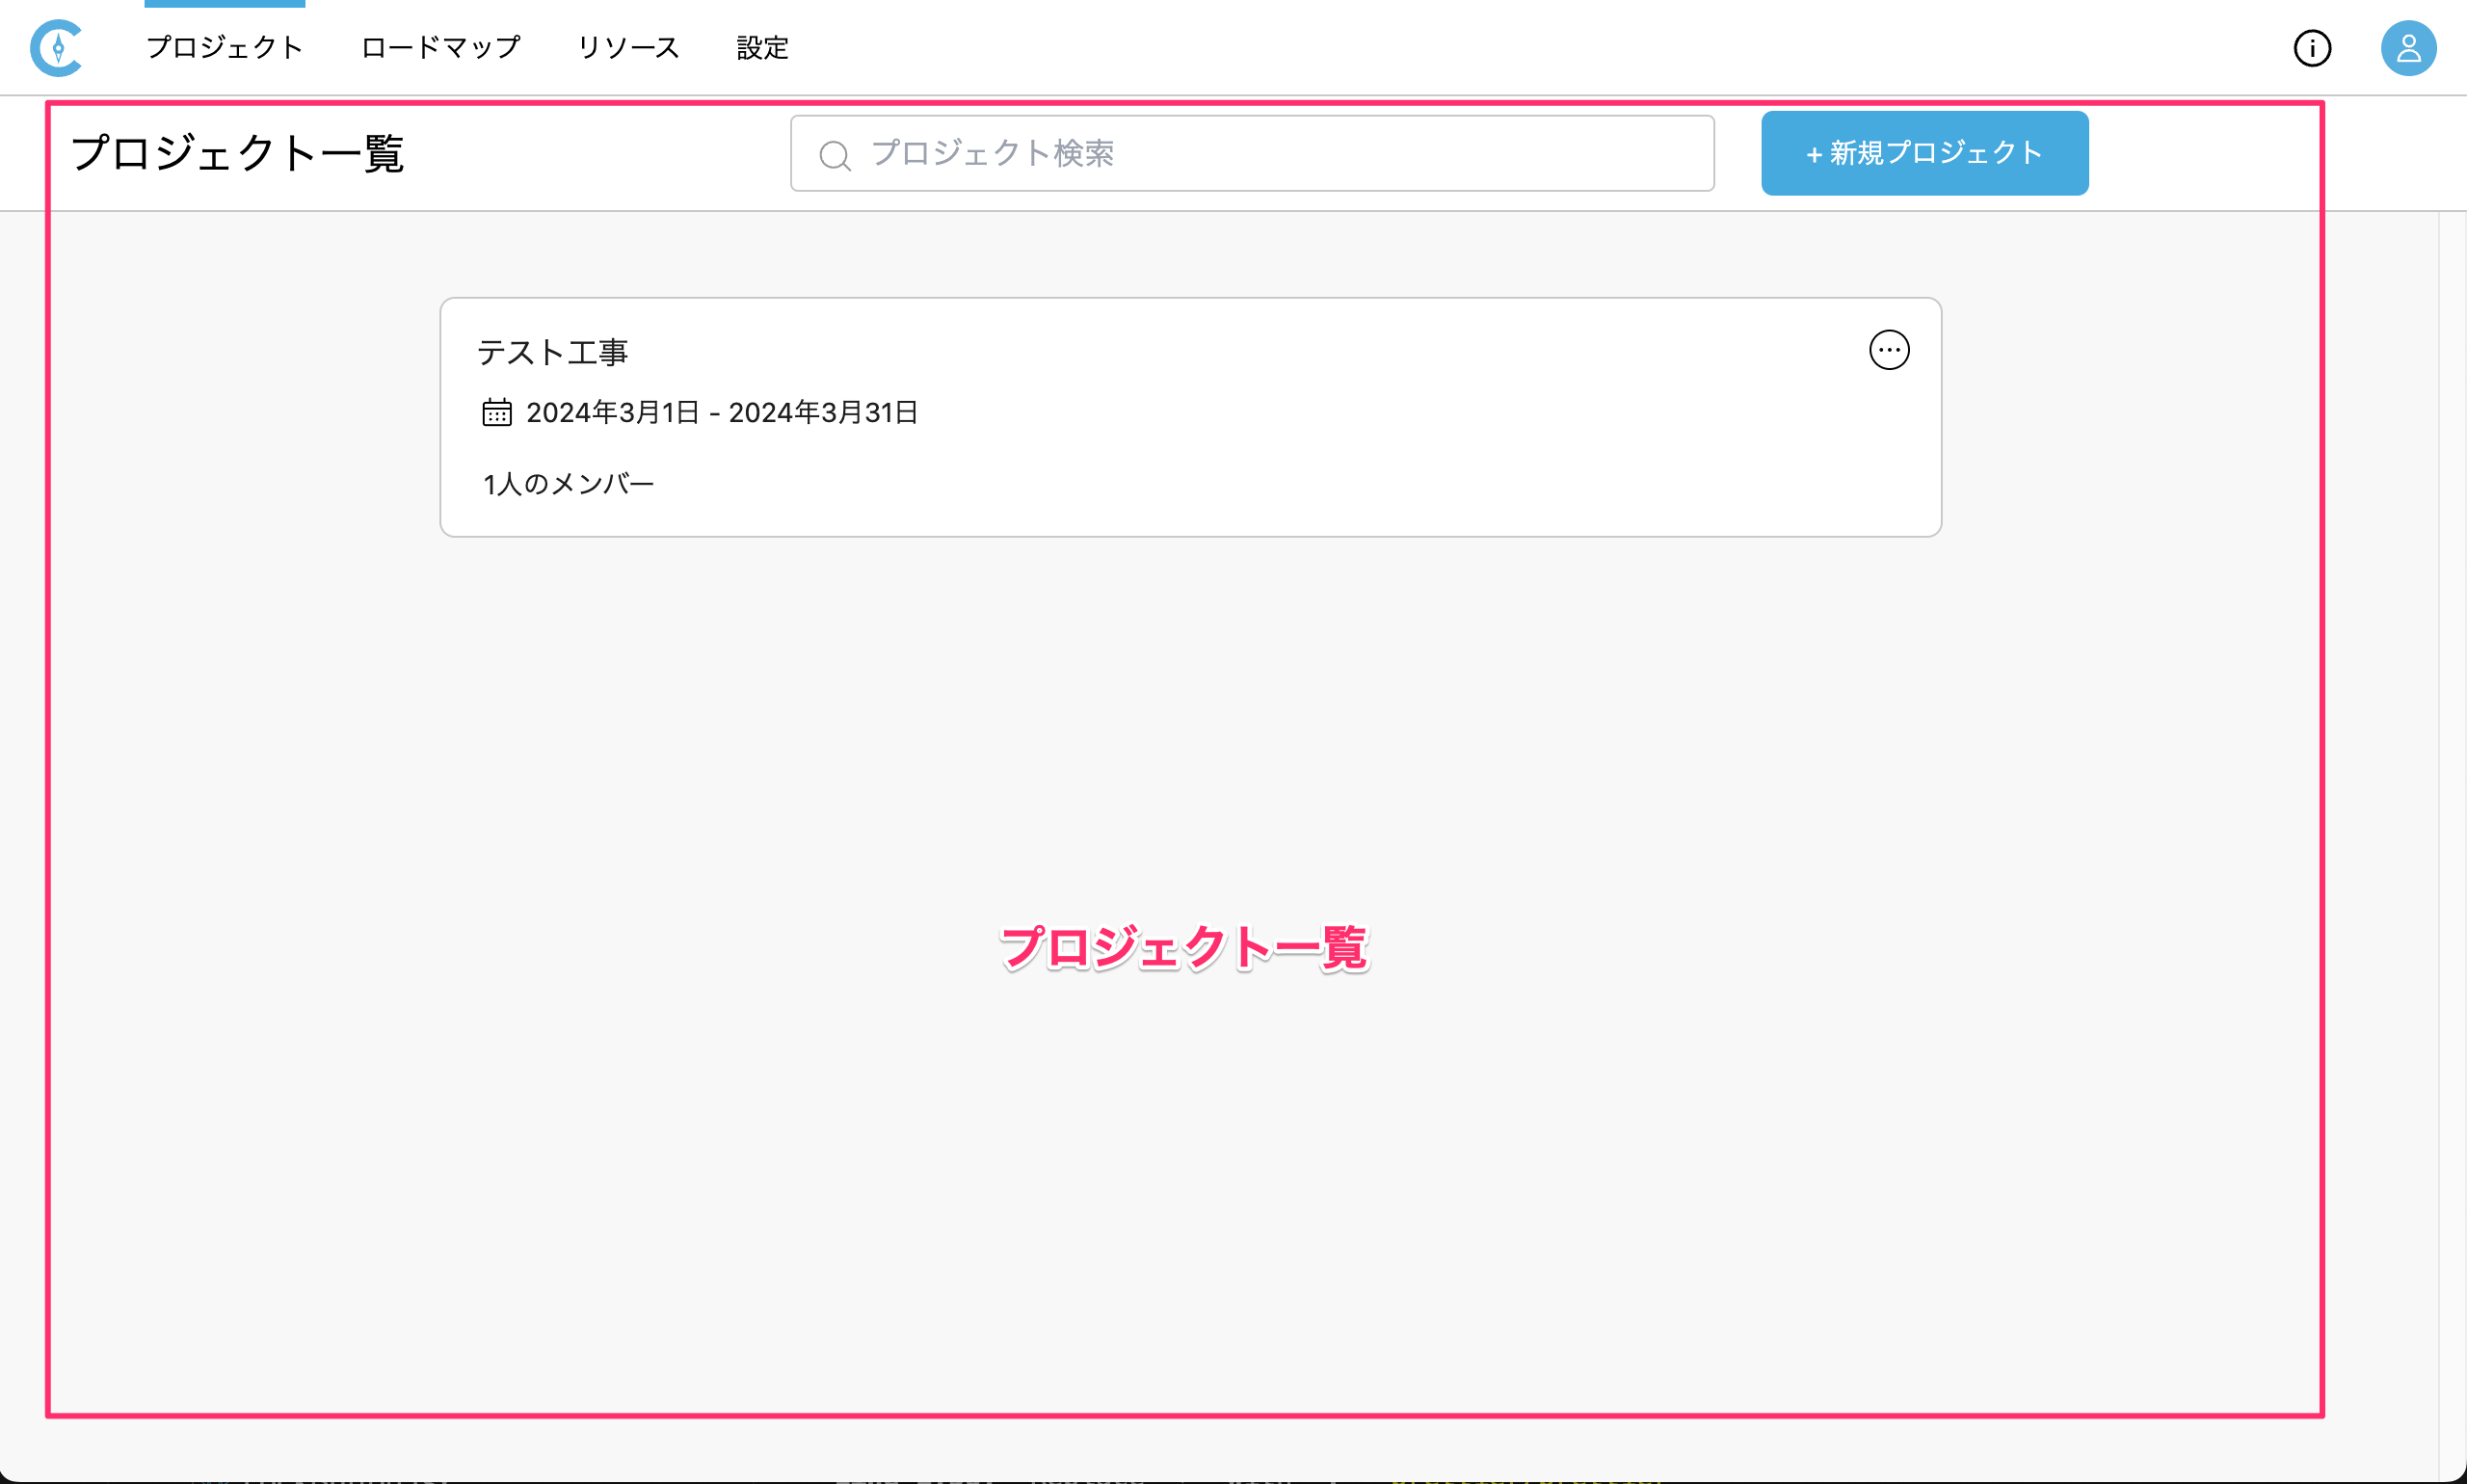 プロジェクト ロードマップ リソース 設定
プロジェクト一覧
プロジェクト検索
+ 新規プロジェクト
テスト工事
2024年3月1日 - 2024年3月31日
1人のメンバー
プロジェクト一覧